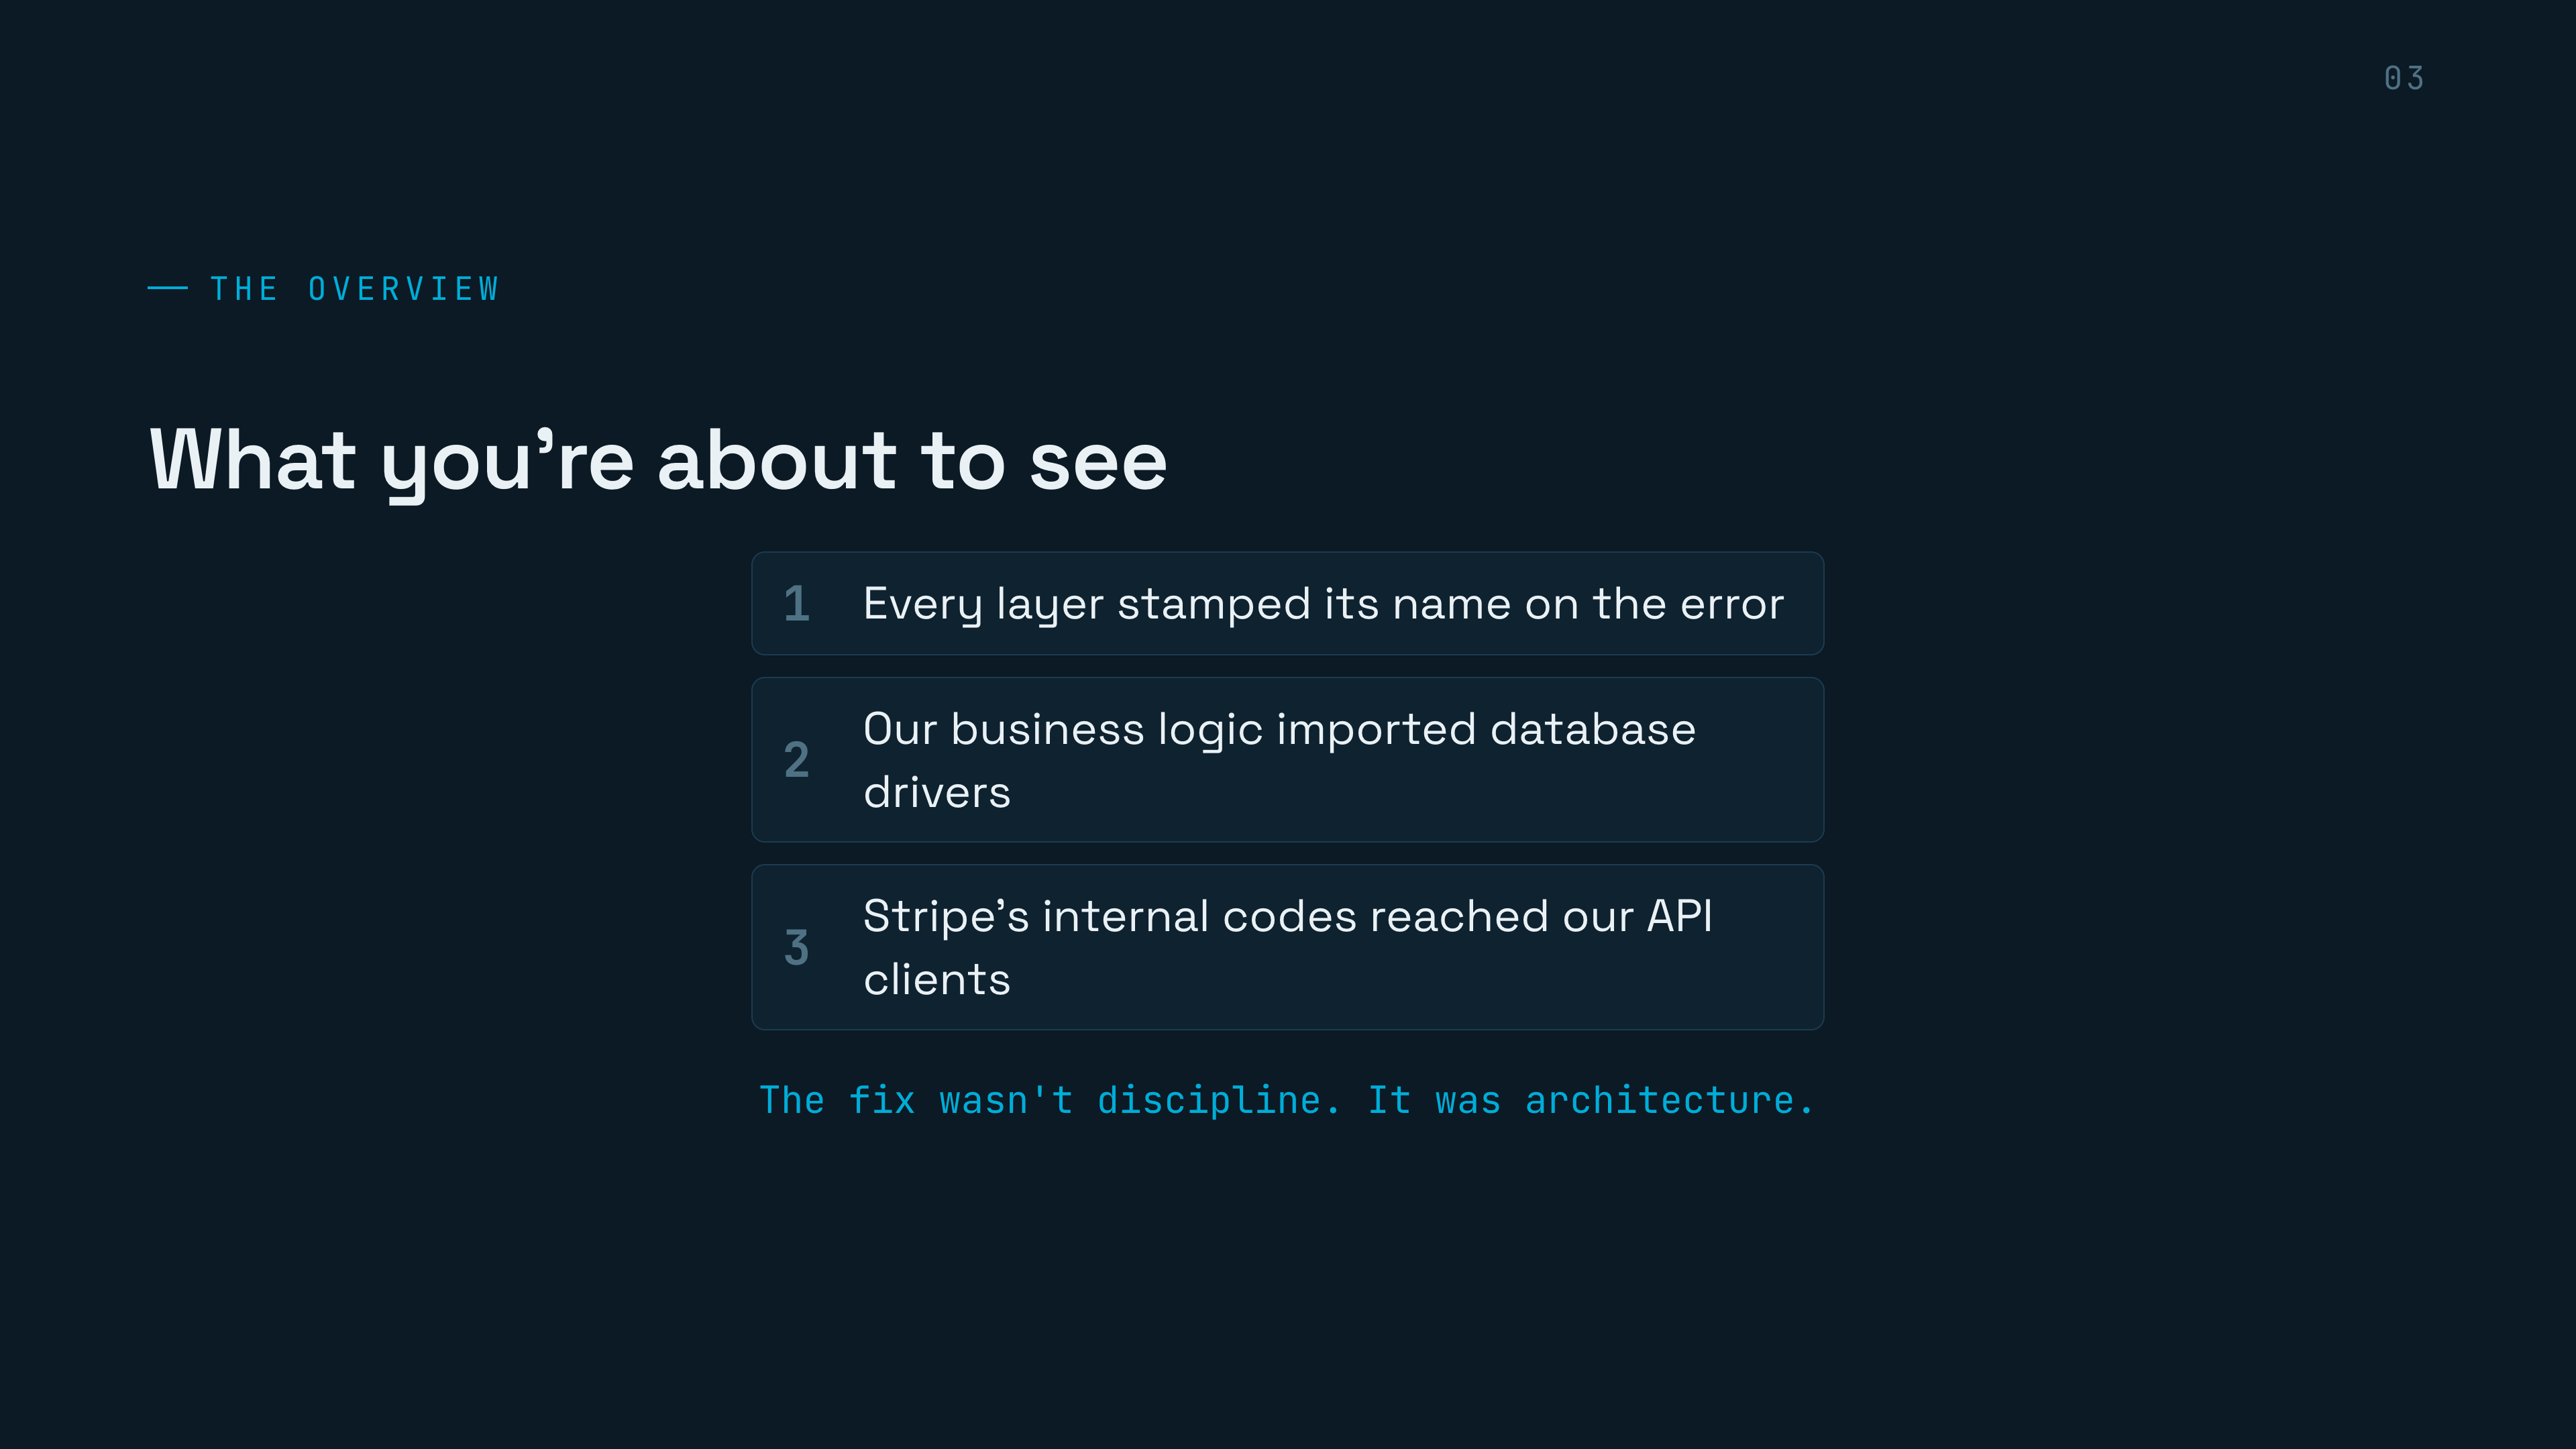 03
THE OVERVIEW
What you’re about to see
1 Every layer stamped its name on the error
2 Our business logic imported database
drivers
3 Stripe’s internal codes reached our API
clients
The fix wasn't discipline. It was architecture.